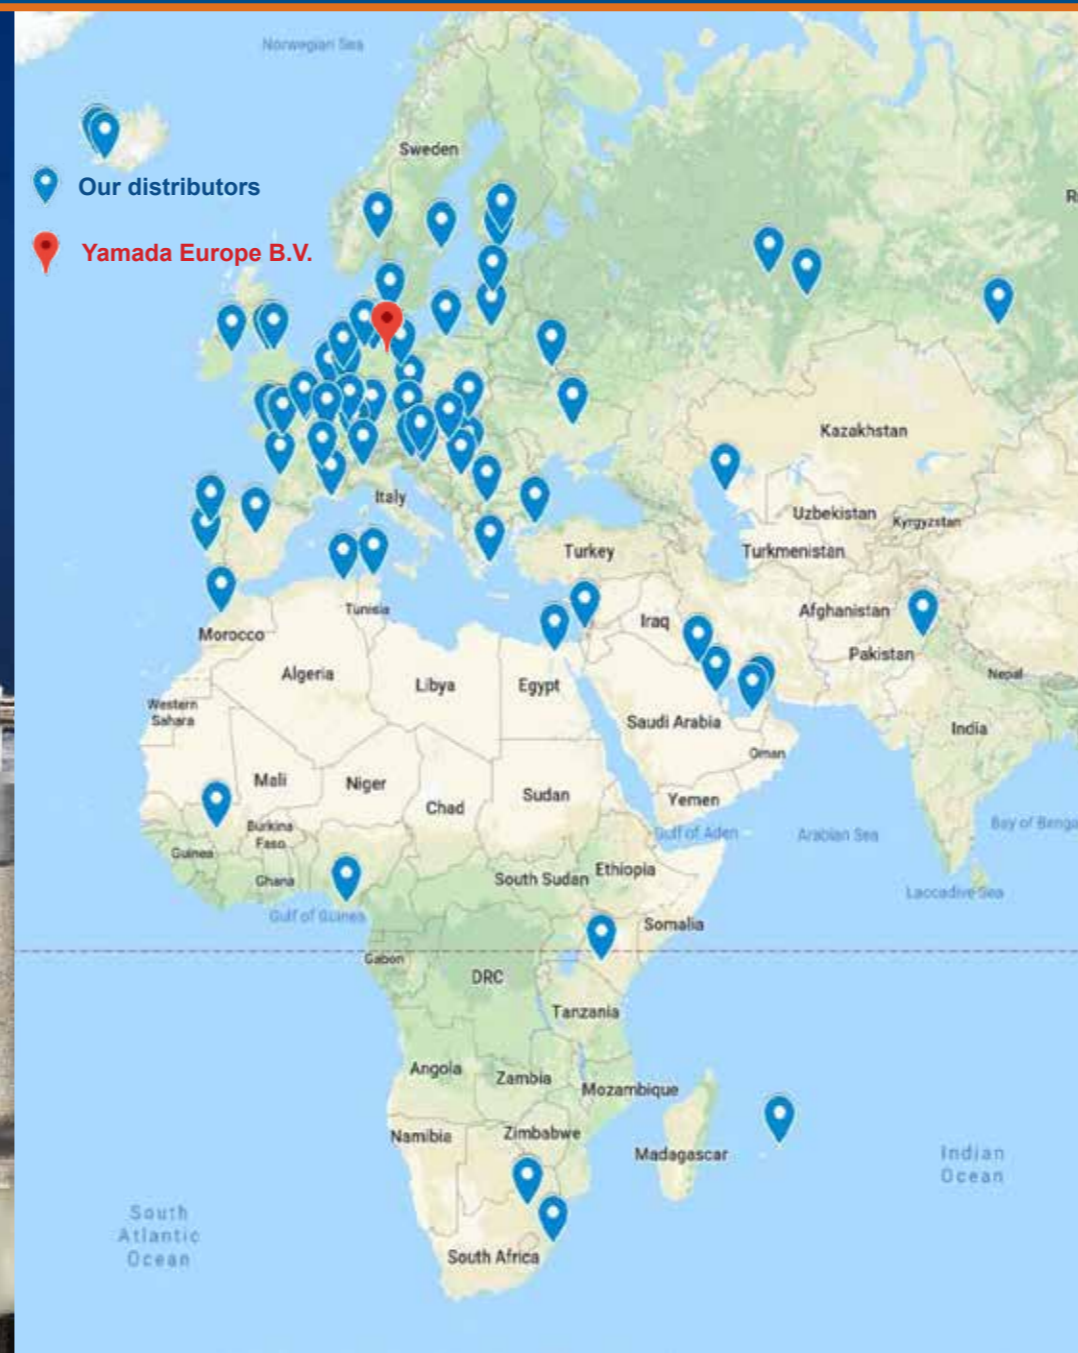 Norwegian Sea
Sweden
Our distributors
Yamada Europe B.V.
Kazakhstan
Italy
Uzbekistan
Kyrgyzstan
Turkey
Turkmenistan
Tunisia
Iraq
Afghanistan
Morocco
Pakistan
Algeria
Libya
Egypt
Nepal
Western
Sahara
Saudi Arabia
India
Oman
Mali
Niger
Chad
Sudan
Yemen
Burkina
Faso
Gulf of Aden
Arabian Sea
Bay of Benga
Guinea
Ghana
South Sudan
Ethiopia
Laccadive Sea
Gulf of Guinea
Somalia
Gabon
DRC
Tanzania
Angola
Zambia
Mozambique
Namibia
Zimbabwe
Madagascar
Indian
Ocean
South
Atlantic
Ocean
South Africa